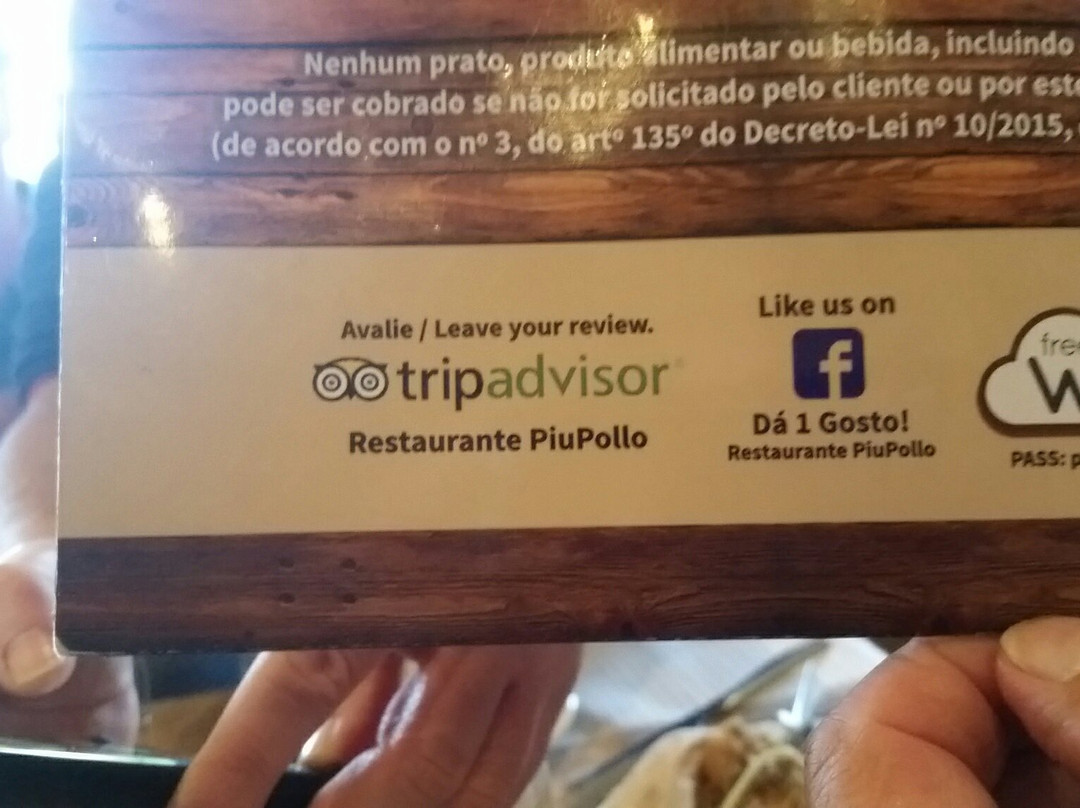 Nenhum prato, produto alimentar ou bebida, incluindo
pode ser cobrado se não for solicitado pelo cliente ou por este
(de acordo com o nº 3, do artº 135º do Decreto-Lei nº 10/2015,
Avalie / Leave your review.
tripadvisor
Restaurante PiuPollo
Like us on
f
Dá 1 Gosto!
Restaurante PiuPollo
free
W
PASS: p